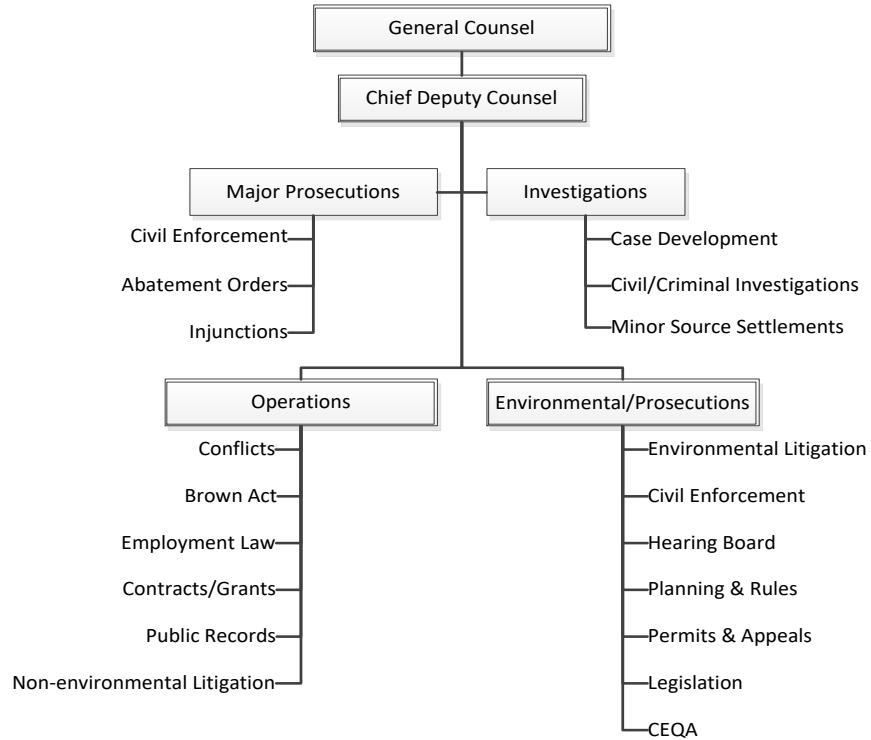 General Counsel
Chief Deputy Counsel
Major Prosecutions
Civil Enforcement
Abatement Orders
Injunctions
Investigations
Case Development
Civil/Criminal Investigations
Minor Source Settlements
Operations
Conflicts
Brown Act
Employment Law
Contracts/Grants
Public Records
Non-environmental Litigation
Environmental/Prosecutions
Environmental Litigation
Civil Enforcement
Hearing Board
Planning & Rules
Permits & Appeals
Legislation
CEQA